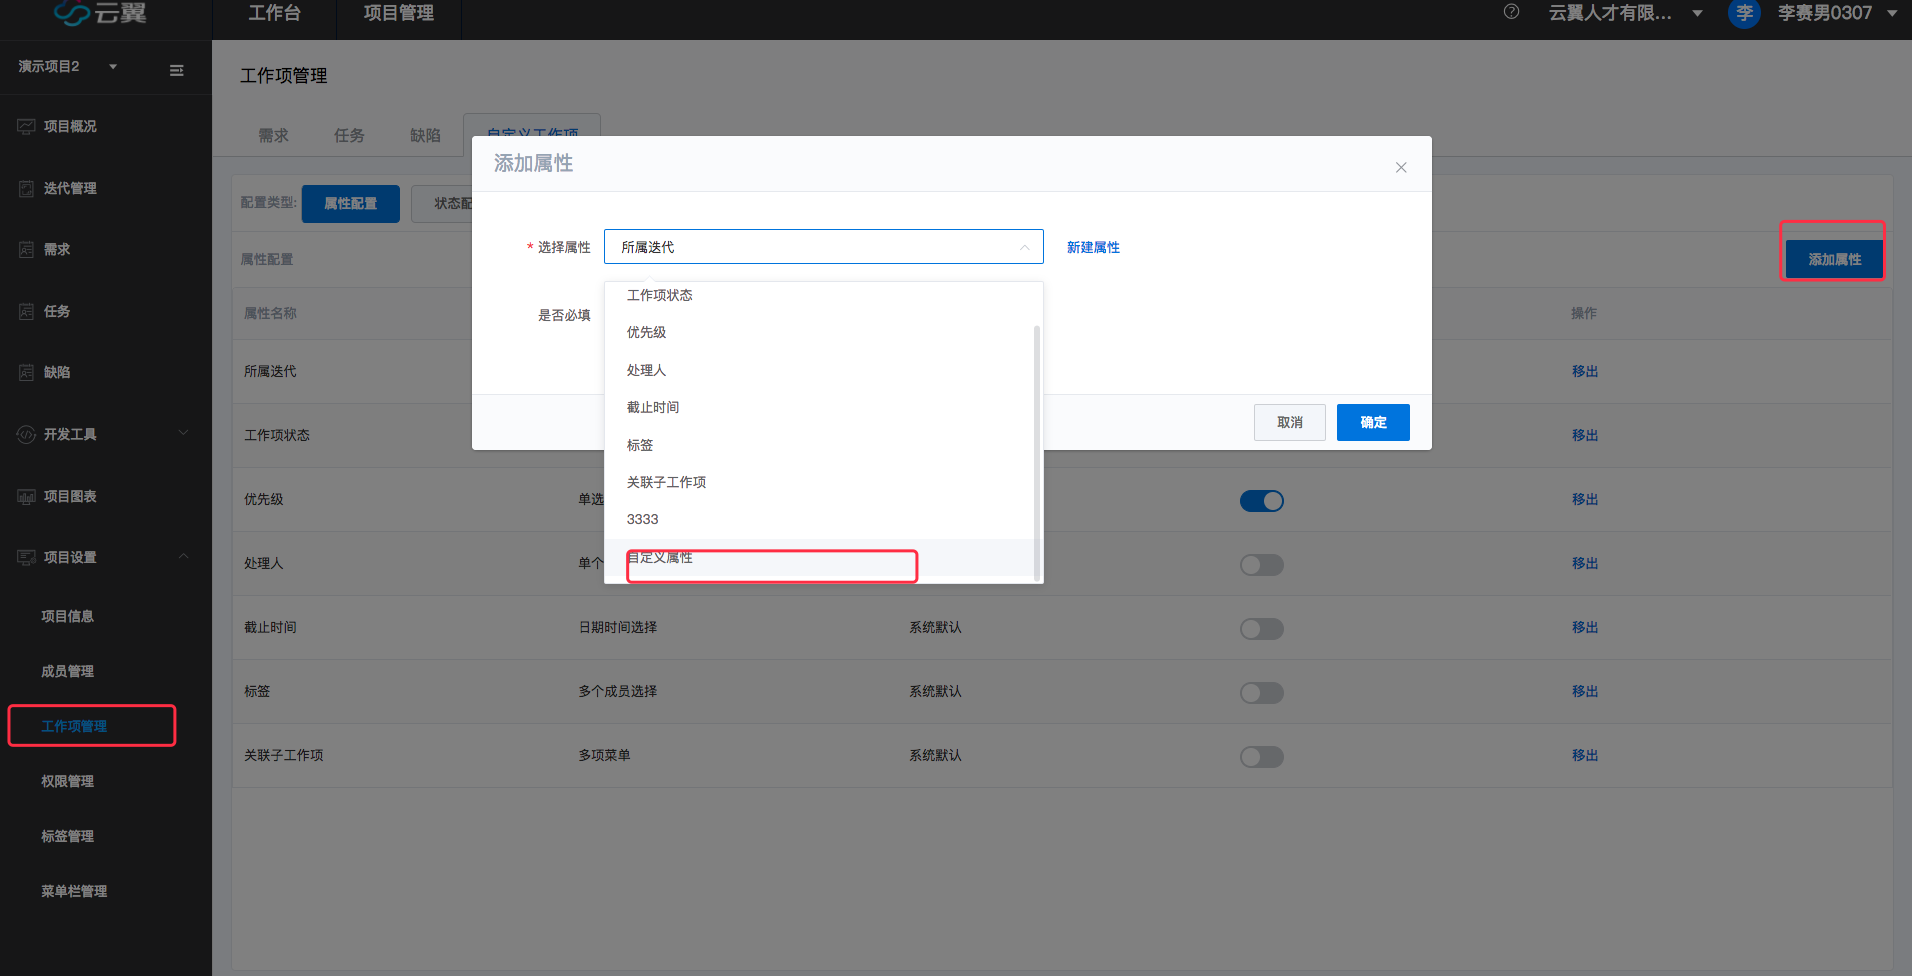 云翼
工作台
项目管理
云翼人才有限...
李
李赛男0307
演示项目2
项目概况
迭代管理
需求
任务
缺陷
开发工具
项目图表
项目设置
项目信息
成员管理
工作项管理
权限管理
标签管理
菜单栏管理
工作项管理
需求
任务
缺陷
自定义工作项
配置类型:
属性配置
状态配
属性配置
添加属性
属性名称
操作
所属迭代
移出
工作项状态
移出
优先级
单选
移出
处理人
单个
移出
截止时间
日期时间选择
系统默认
移出
标签
多个成员选择
系统默认
移出
关联子工作项
多项菜单
系统默认
移出
添加属性
* 选择属性
所属迭代
新建属性
是否必填
工作项状态
优先级
处理人
截止时间
标签
关联子工作项
3333
自定义属性
取消
确定